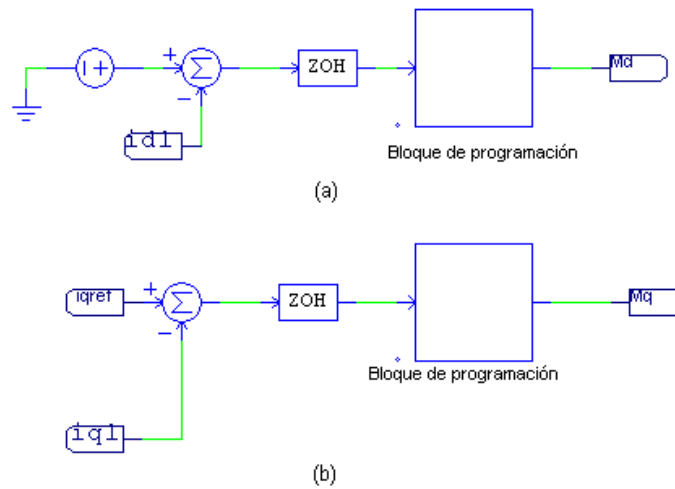 +
Σ
ZOH
Md
−
id1
Bloque de programación
(a)
iqref
+
Σ
ZOH
Mq
−
Bloque de programación
iq1
(b)